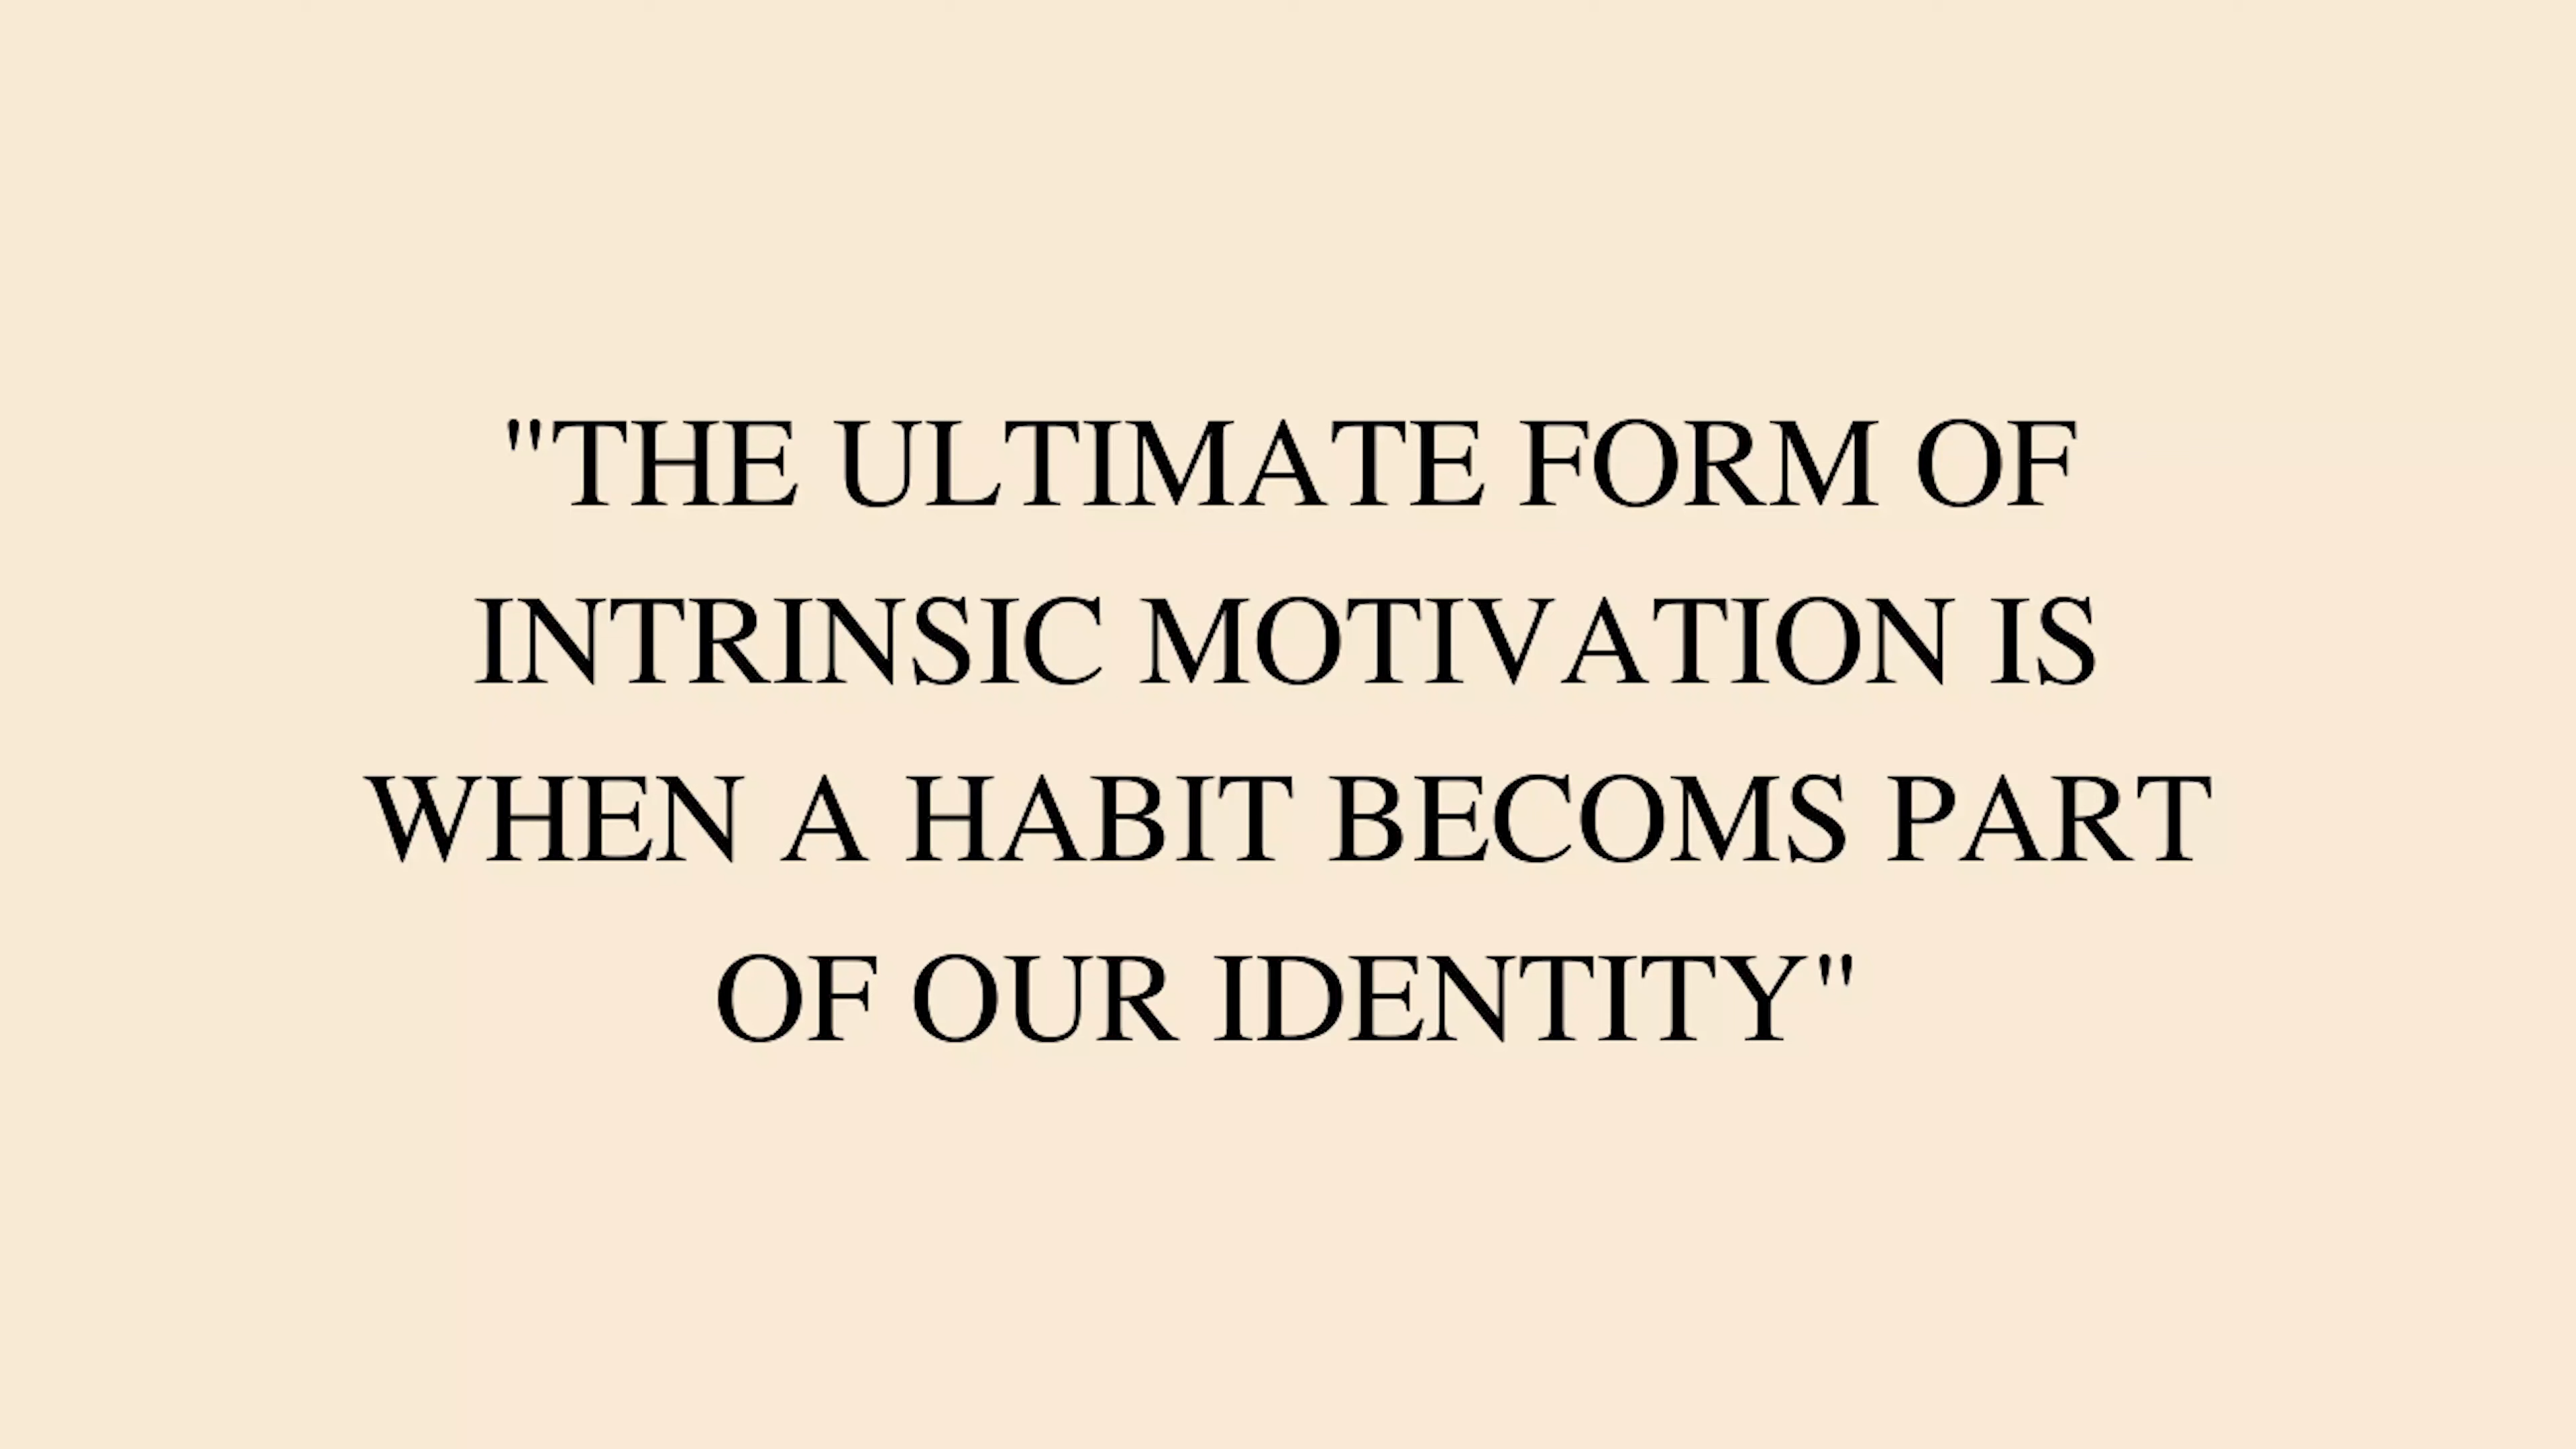 "THE ULTIMATE FORM OF
INTRINSIC MOTIVATION IS
WHEN A HABIT BECOMS PART
OF OUR IDENTITY"